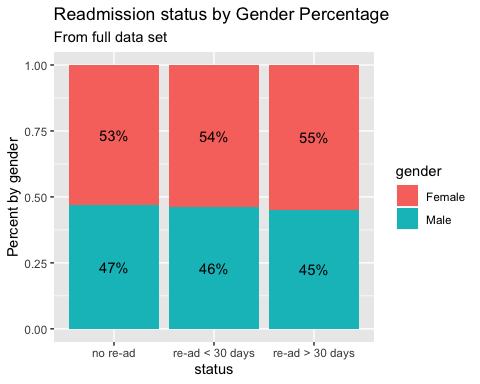 Readmission status by Gender Percentage
From full data set
Percent by gender
1.00
0.75
0.50
0.25
0.00
53%
54%
55%
47%
46%
45%
no re-ad
re-ad < 30 days
re-ad > 30 days
status
gender
Female
Male